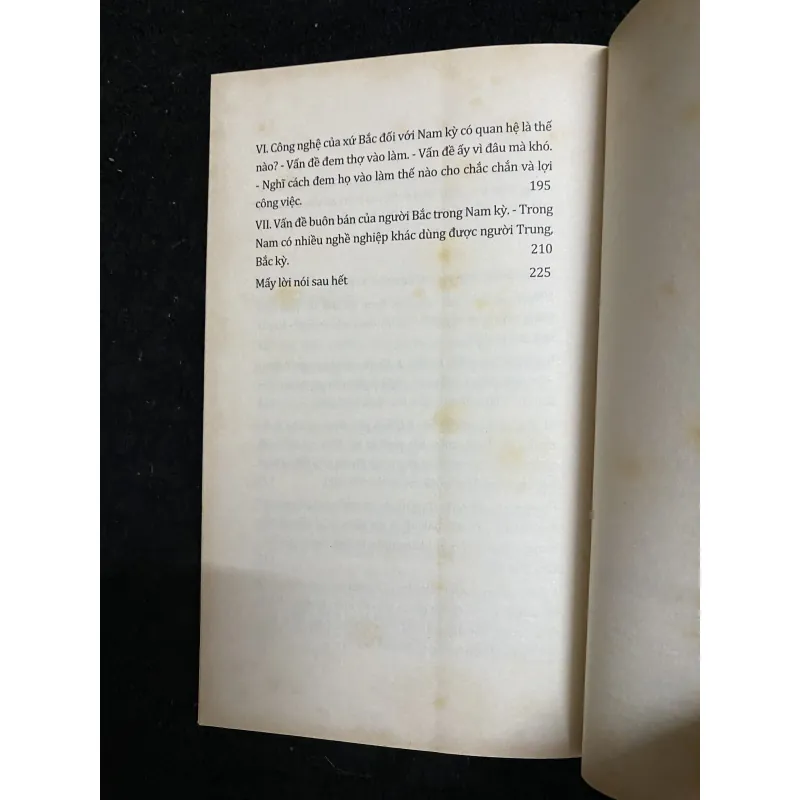 VI. Công nghệ của xứ Bắc đối với Nam kỳ có quan hệ là thế
nào? - Vấn đề đem thợ vào làm. - Vấn đề ấy vì đâu mà khó.
- Nghĩ cách đem họ vào làm thế nào cho chắc chắn và lợi
công việc. 195
VII. Vấn đề buôn bán của người Bắc trong Nam kỳ. - Trong
Nam có nhiều nghề nghiệp khác dùng được người Trung,
Bắc kỳ. 210
Mấy lời nói sau hết 225